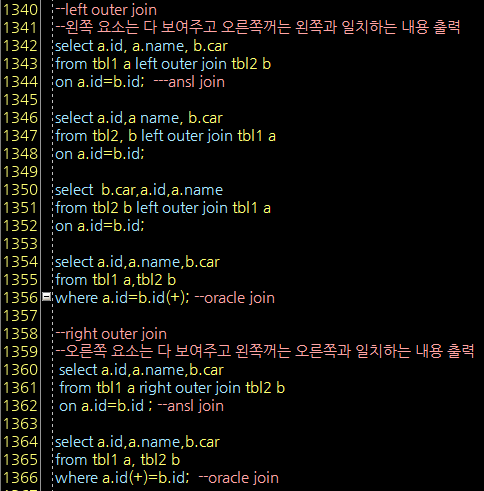 1340 --left outer join
1341 --왼쪽 요소는 다 보여주고 오른쪽꺼는 왼쪽과 일치하는 내용 출력
1342 select a.id, a.name, b.car
1343 from tbl1 a left outer join tbl2 b
1344 on a.id=b.id;  ---ansl join
1345
1346 select a.id,a name, b.car
1347 from tbl2, b left outer join tbl1 a
1348 on a.id=b.id;
1349
1350 select  b.car,a.id,a.name
1351 from tbl2 b left outer join tbl1 a
1352 on a.id=b.id;
1353
1354 select a.id,a.name,b.car
1355 from tbl1 a,tbl2 b
1356 where a.id=b.id(+); --oracle join
1357
1358 --right outer join
1359 --오른쪽 요소는 다 보여주고 왼쪽꺼는 오른쪽과 일치하는 내용 출력
1360 select a.id,a.name,b.car
1361 from tbl1 a right outer join tbl2 b
1362 on a.id=b.id ; --ansl join
1363
1364 select a.id,a.name,b.car
1365 from tbl1 a, tbl2 b
1366 where a.id(+)=b.id;  --oracle join